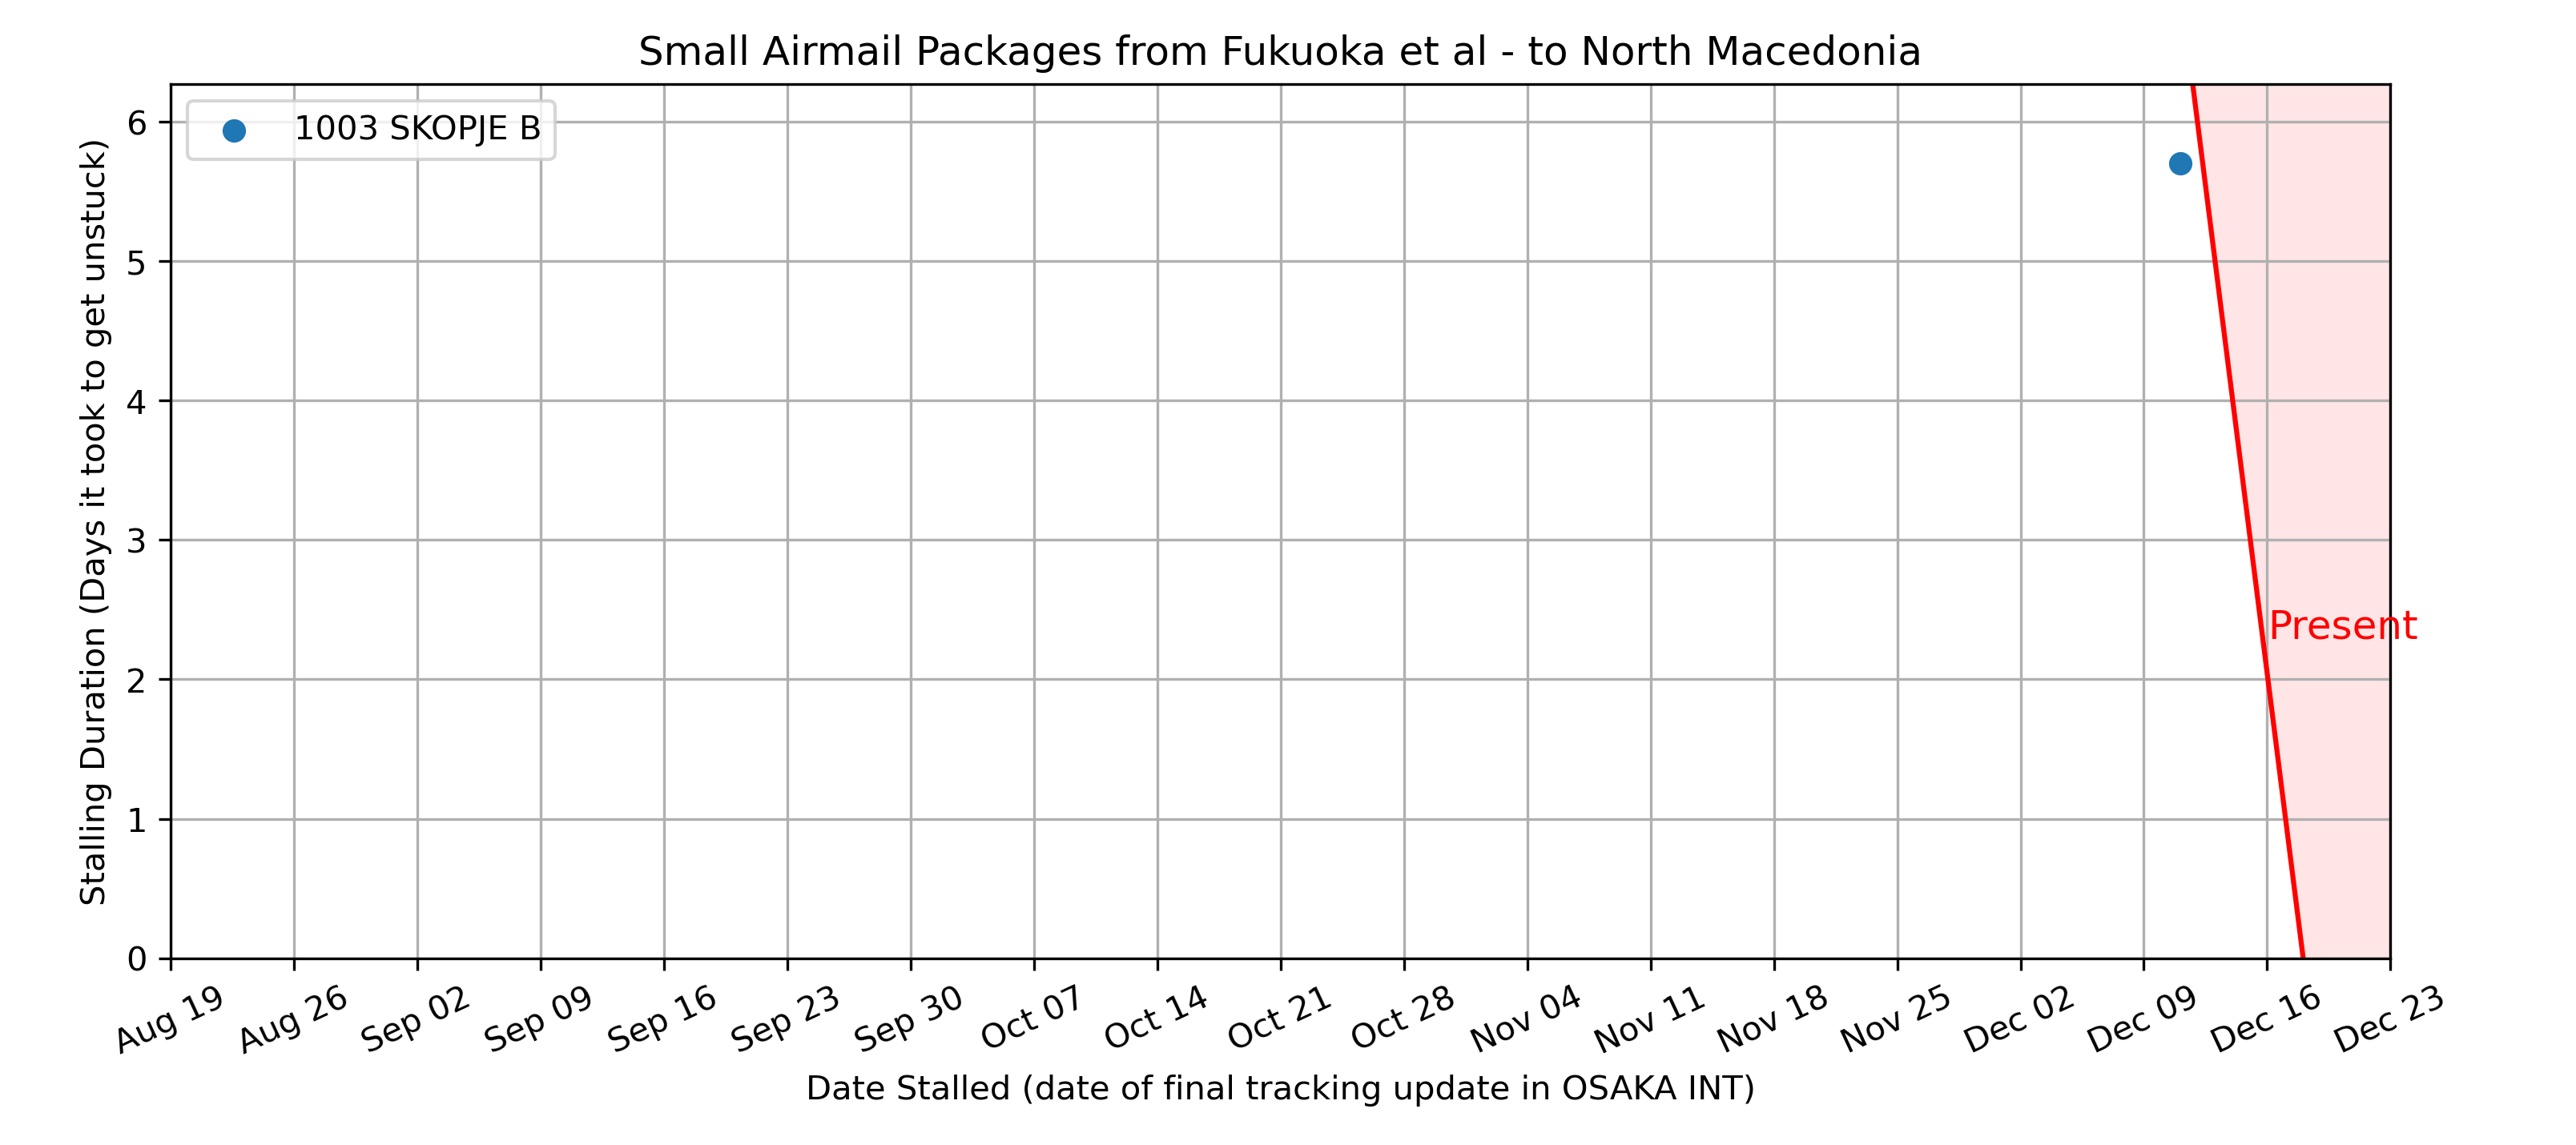 Small Airmail Packages from Fukuoka et al - to North Macedonia
1003 SKOPJE B
Stalling Duration (Days it took to get unstuck)
6
5
4
3
2
1
0
Present
Aug 19
Aug 26
Sep 02
Sep 09
Sep 16
Sep 23
Sep 30
Oct 07
Oct 14
Oct 21
Oct 28
Nov 04
Nov 11
Nov 18
Nov 25
Dec 02
Dec 09
Dec 16
Dec 23
Date Stalled (date of final tracking update in OSAKA INT)